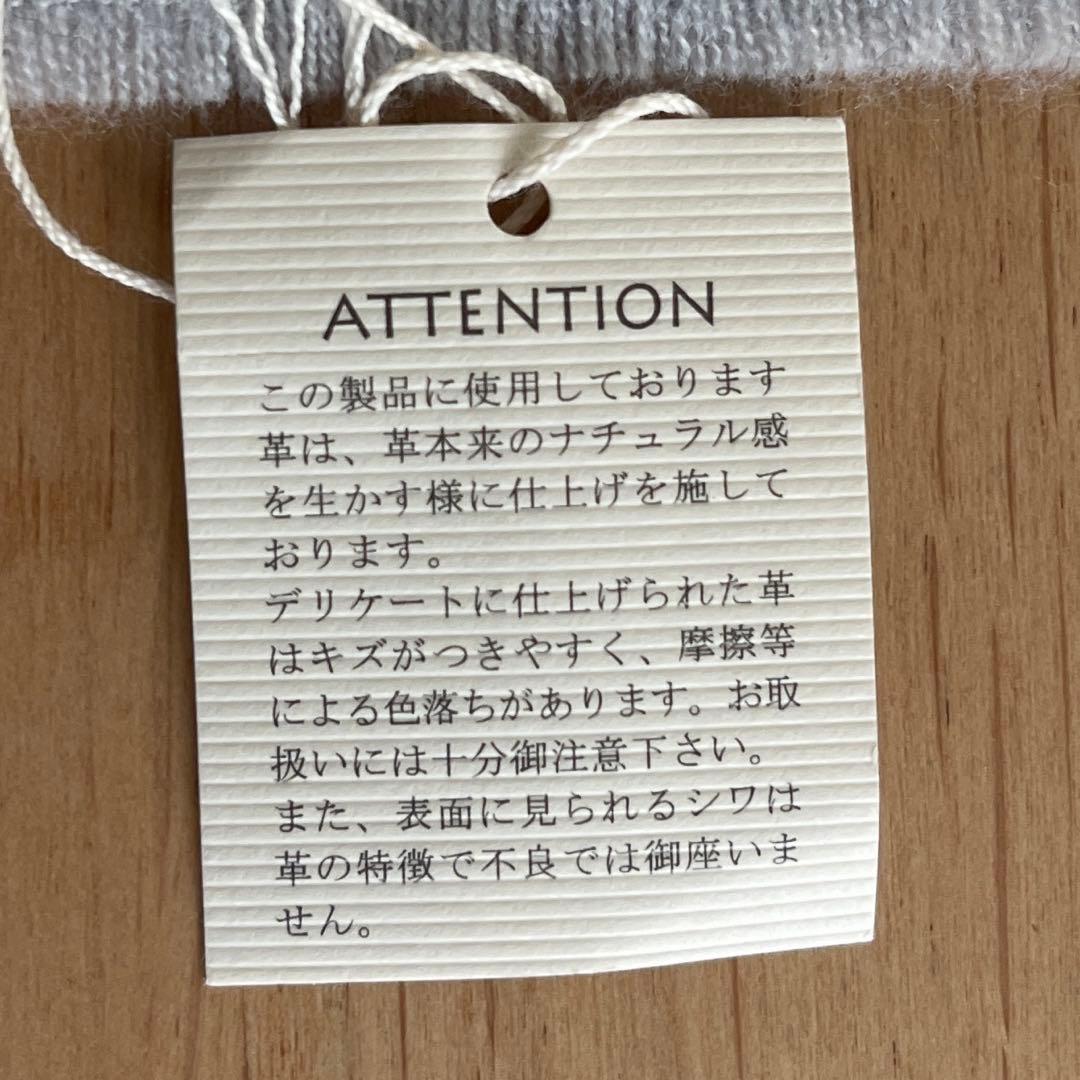 ATTENTION
この製品に使用しております
革は、革本来のナチュラル感
を生かす様に仕上げを施して
おります。
デリケートに仕上げられた革
はキズがつきやすく、摩擦等
による色落ちがあります。お取
扱いには十分御注意下さい。
また、表面に見られるシワは
革の特徴で不良では御座いま
せん。